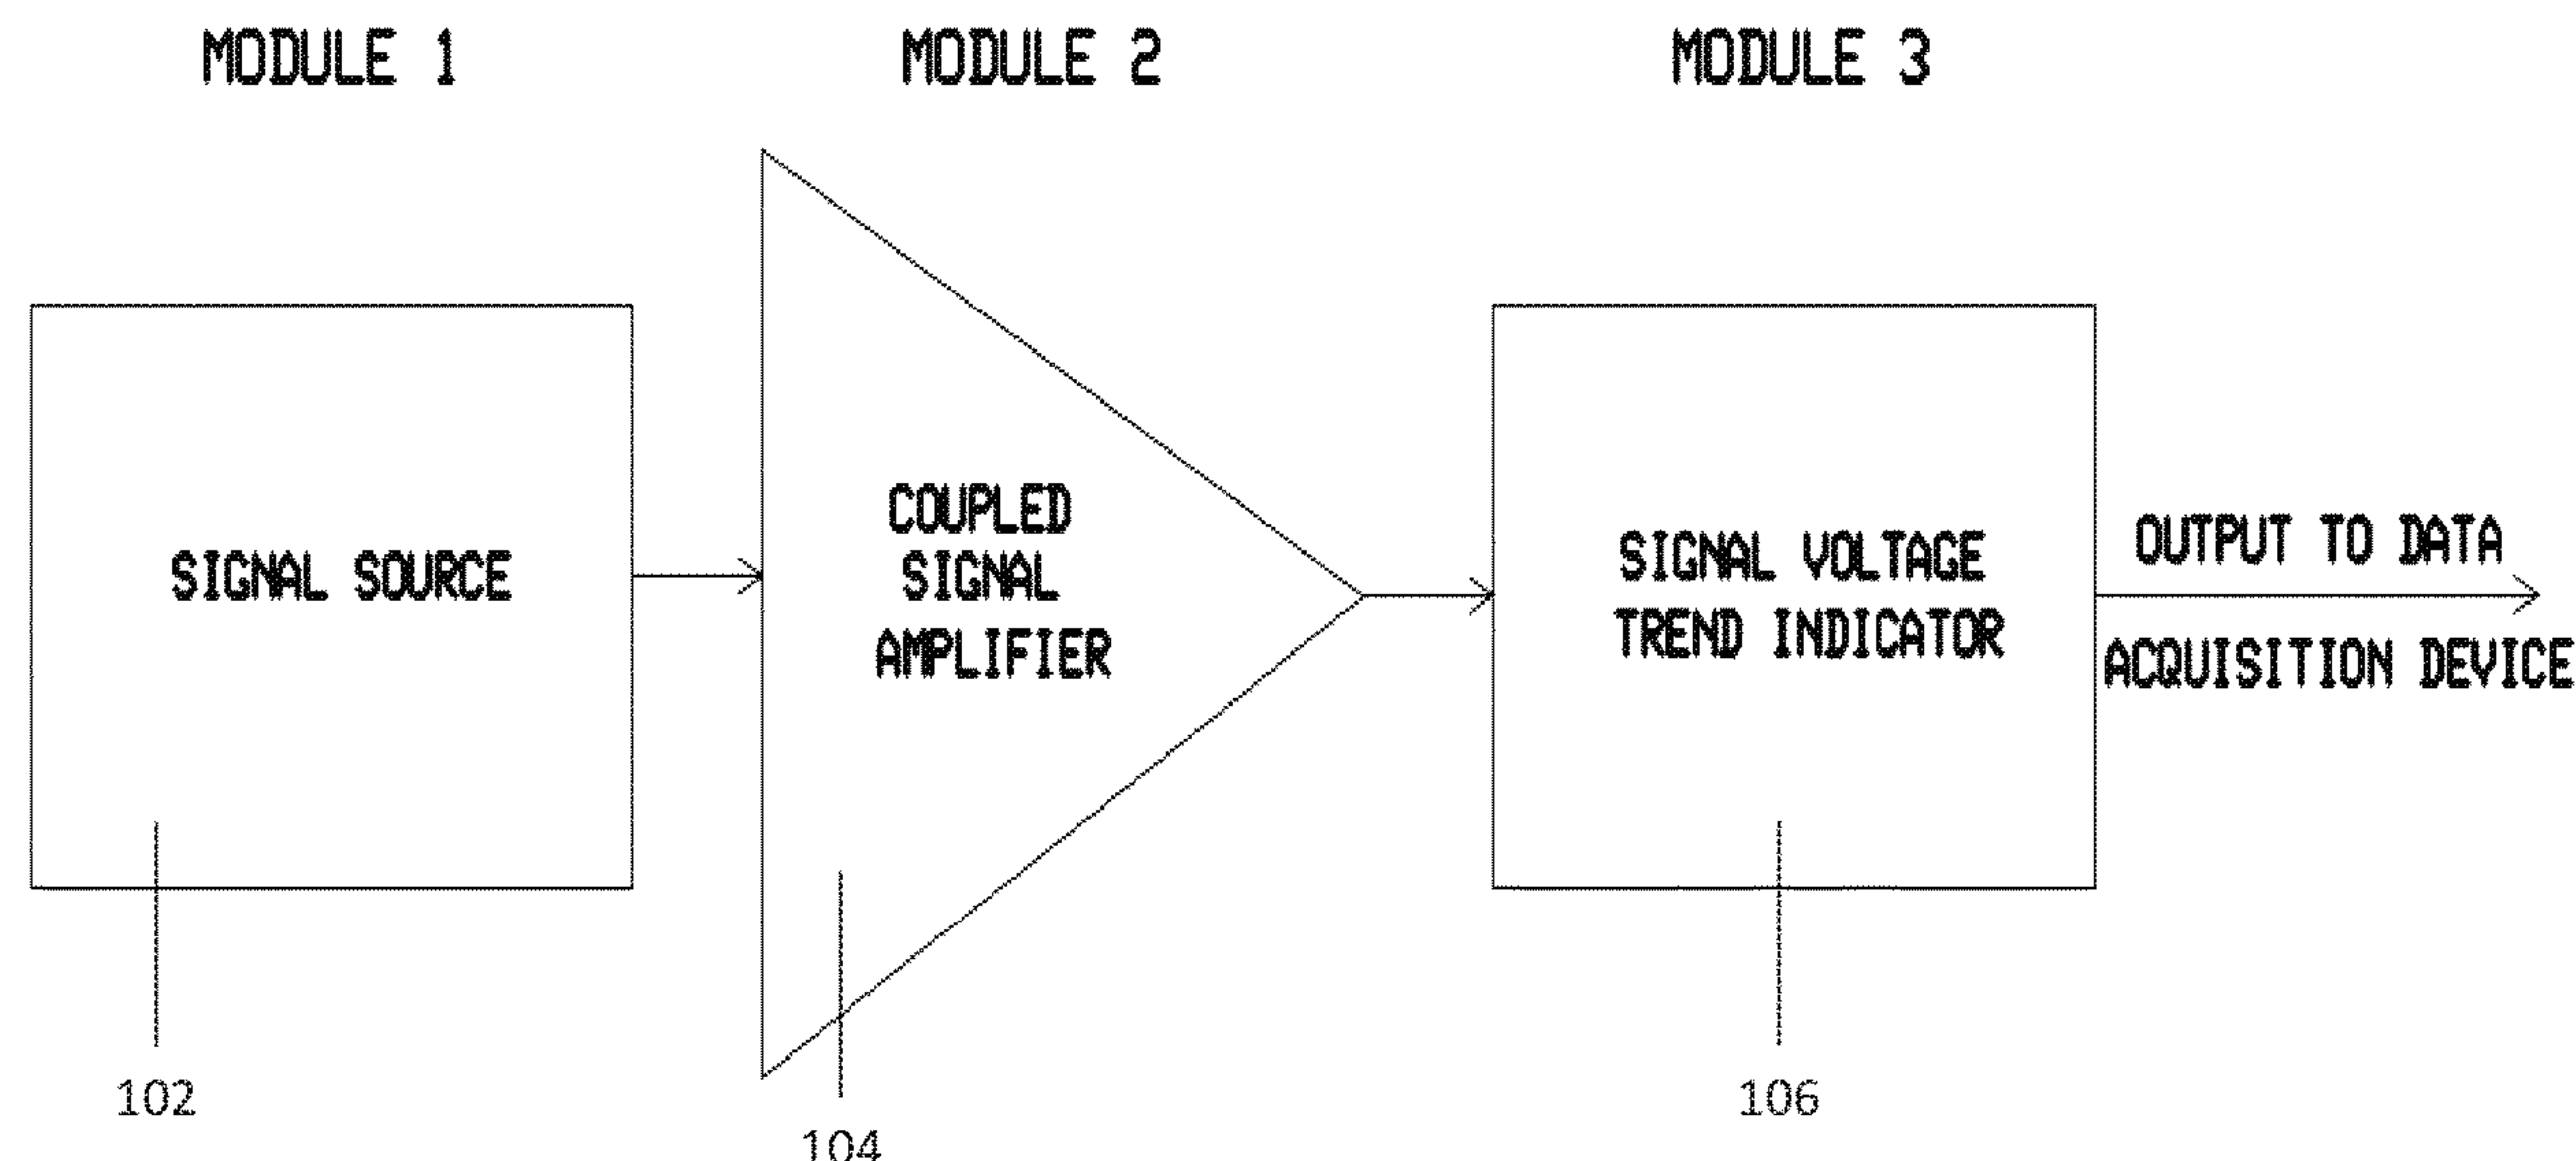 MODULE 1
MODULE 2
MODULE 3
SIGNAL SOURCE
COUPLED
SIGNAL
AMPLIFIER
SIGNAL VOLTAGE
TREND INDICATOR
OUTPUT TO DATA
ACQUISITION DEVICE
102
104
106